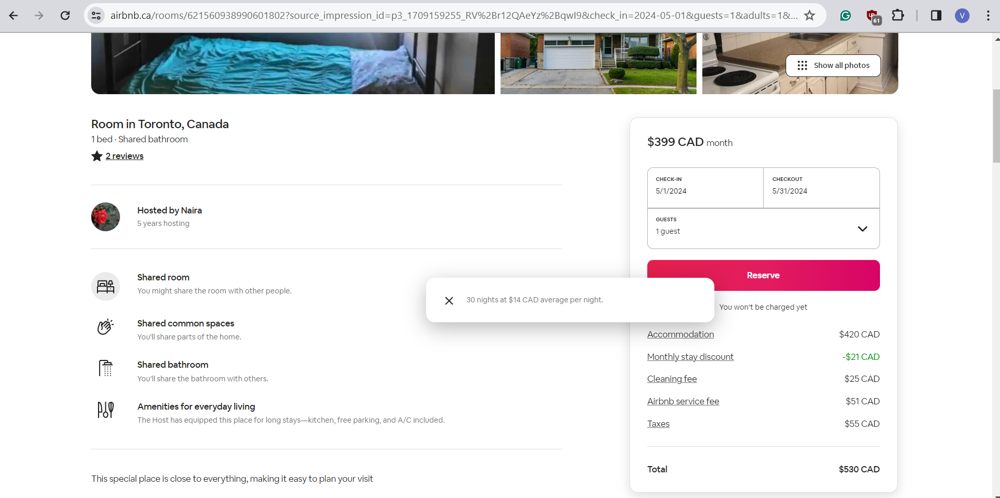 airbnb.ca/rooms/621560938990601802?source_impression_id=p3_1709159255_RV%2Br12QAeYz%2BqwI9&check_in=2024-05-01&guests=1&adults=1&...
61
V
Show all photos
Room in Toronto, Canada
1 bed · Shared bathroom
2 reviews
Hosted by Naira
5 years hosting
Shared room
You might share the room with other people.
Shared common spaces
You'll share parts of the home.
Shared bathroom
You'll share the bathroom with others.
Amenities for everyday living
The Host has equipped this place for long stays—kitchen, free parking, and A/C included.
This special place is close to everything, making it easy to plan your visit
$399 CAD month
CHECK-IN
5/1/2024
CHECKOUT
5/31/2024
GUESTS
1 guest
Reserve
30 nights at $14 CAD average per night.
You won't be charged yet
Accommodation $420 CAD
Monthly stay discount -$21 CAD
Cleaning fee $25 CAD
Airbnb service fee $51 CAD
Taxes $55 CAD
Total $530 CAD